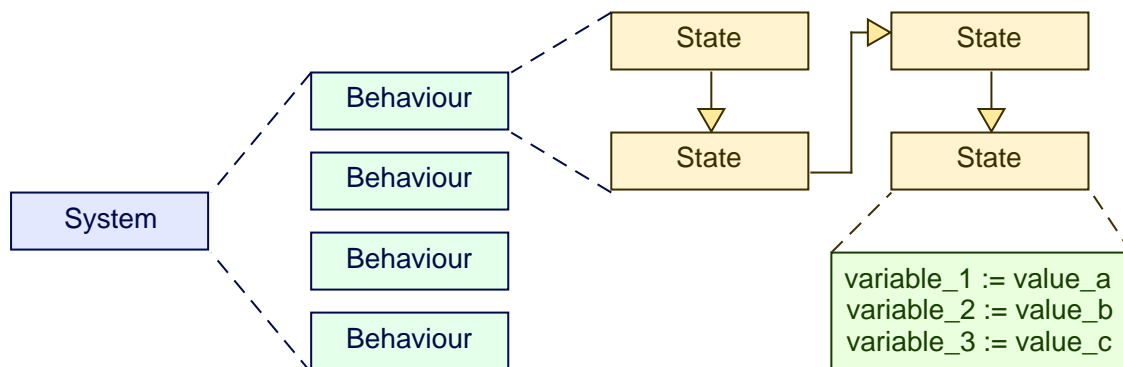 State
State
Behaviour
State
State
Behaviour
System
Behaviour
variable_1 := value_a
variable_2 := value_b
variable_3 := value_c
Behaviour